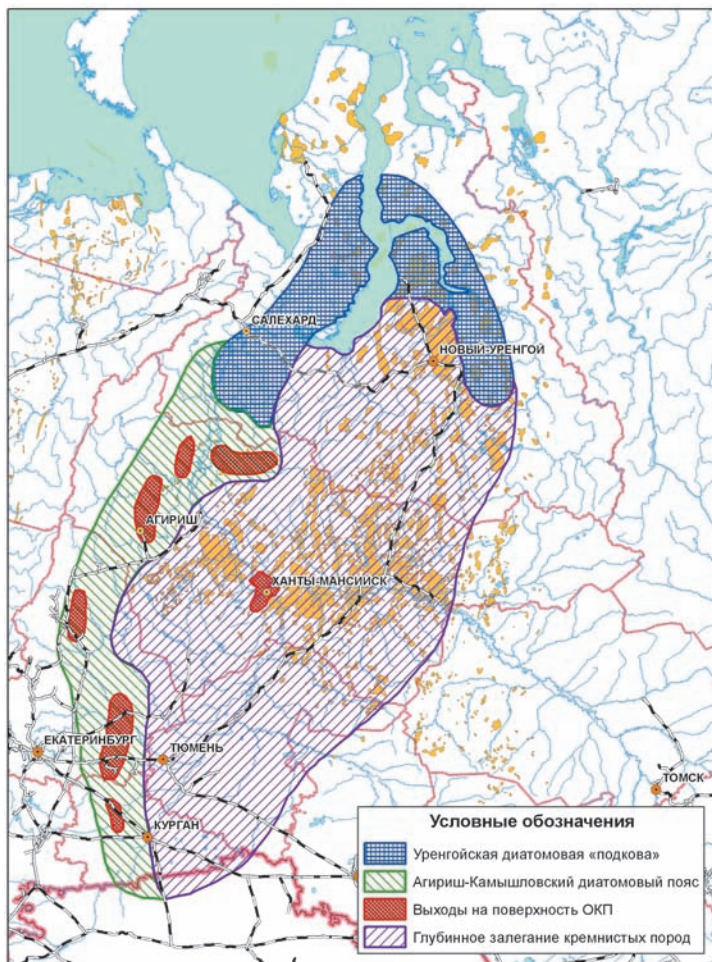 САЛЕХАРД
НОВЫЙ-УРЕНГОЙ
АГИРИШ
ХАНТЫ-МАНСИЙСК
ЕКАТЕРИНБУРГ
ТЮМЕНЬ
ТОМСК
КУРГАН
Условные обозначения
Уренгойская диатомовая «подкова»
Агириш-Камышловский диатомовый пояс
Выходы на поверхность ОКП
Глубинное залегание кремнистых пород